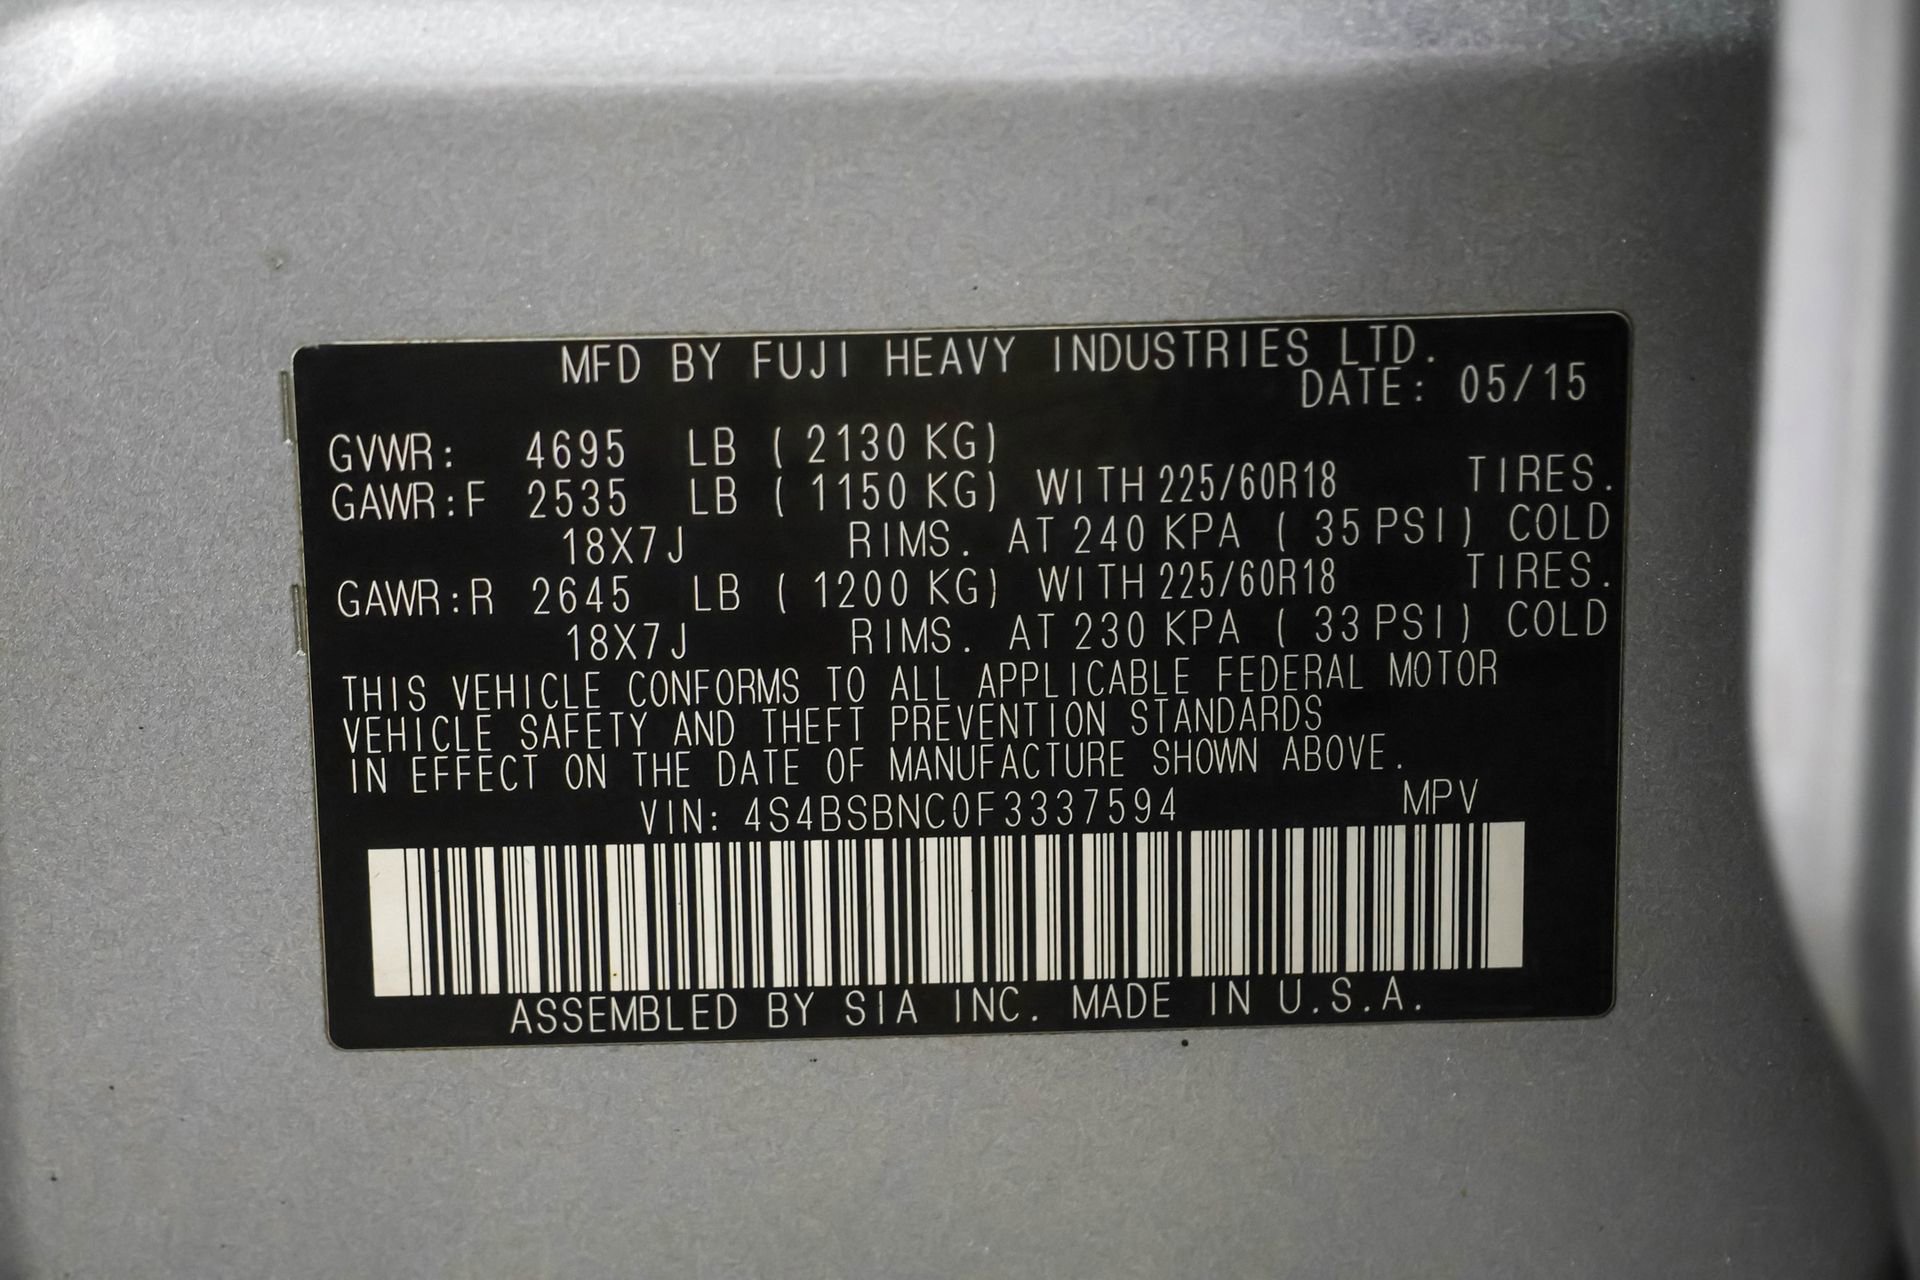 MFD BY FUJI HEAVY INDUSTRIES LTD.
DATE: 05/15
GVWR: 4695 LB ( 2130 KG)
GAWR:F 2535 LB ( 1150 KG) WITH 225/60R18 TIRES.
18X7J RIMS. AT 240 KPA ( 35 PSI) COLD
GAWR:R 2645 LB ( 1200 KG) WITH 225/60R18 TIRES.
18X7J RIMS. AT 230 KPA ( 33 PSI) COLD
THIS VEHICLE CONFORMS TO ALL APPLICABLE FEDERAL MOTOR
VEHICLE SAFETY AND THEFT PREVENTION STANDARDS
IN EFFECT ON THE DATE OF MANUFACTURE SHOWN ABOVE.
VIN: 4S4BSBNC0F3337594 MPV
ASSEMBLED BY SIA INC. MADE IN U.S.A.